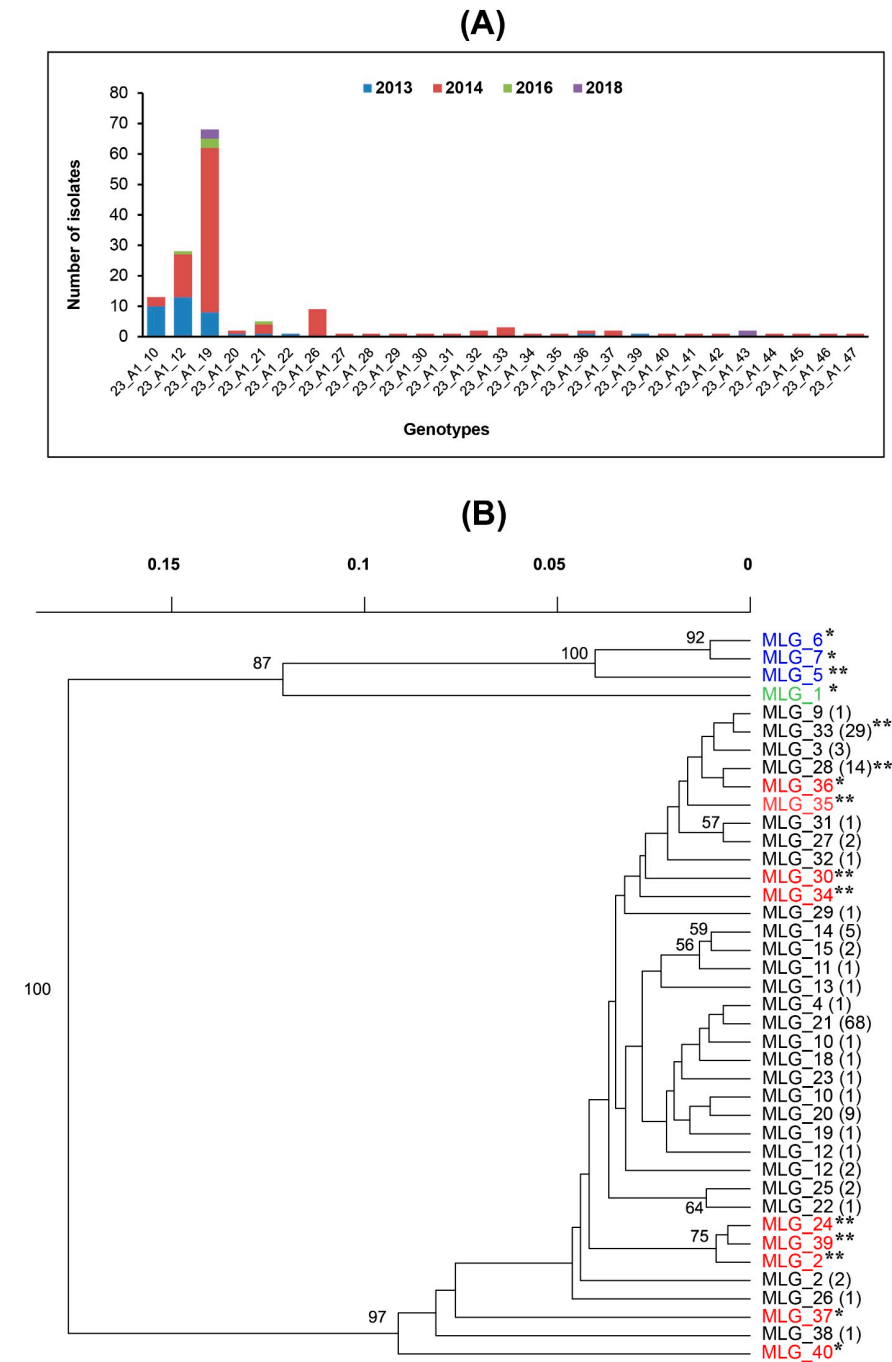 (A)
2013 2014 2016 2018
80
70
60
50
40
30
20
10
0
Number of isolates
23_A1_10 23_A1_12 23_A1_19 23_A1_20 23_A1_21 23_A1_22 23_A1_26 23_A1_27 23_A1_28 23_A1_29 23_A1_30 23_A1_31 23_A1_32 23_A1_33 23_A1_34 23_A1_35 23_A1_36 23_A1_37 23_A1_39 23_A1_40 23_A1_41 23_A1_42 23_A1_43 23_A1_44 23_A1_45 23_A1_46 23_A1_47
Genotypes
(B)
0.15 0.1 0.05 0
92 MLG_6*
MLG_7*
100 MLG_5**
87 MLG_1 *
MLG_9 (1)
MLG_33 (29)**
MLG_3 (3)
MLG_28 (14)**
MLG_36*
MLG_35**
57 MLG_31 (1)
MLG_27 (2)
MLG_32 (1)
MLG_30**
MLG_34**
MLG_29 (1)
59 MLG_14 (5)
56 MLG_15 (2)
MLG_11 (1)
100 MLG_13 (1)
MLG_4 (1)
MLG_21 (68)
MLG_10 (1)
MLG_18 (1)
MLG_23 (1)
MLG_10 (1)
MLG_20 (9)
MLG_19 (1)
MLG_12 (1)
MLG_12 (2)
MLG_25 (2)
64 MLG_22 (1)
MLG_24 **
75 MLG_39**
MLG_2 **
MLG_2 (2)
MLG_26 (1)
97 MLG_37*
MLG_38 (1)
MLG_40*